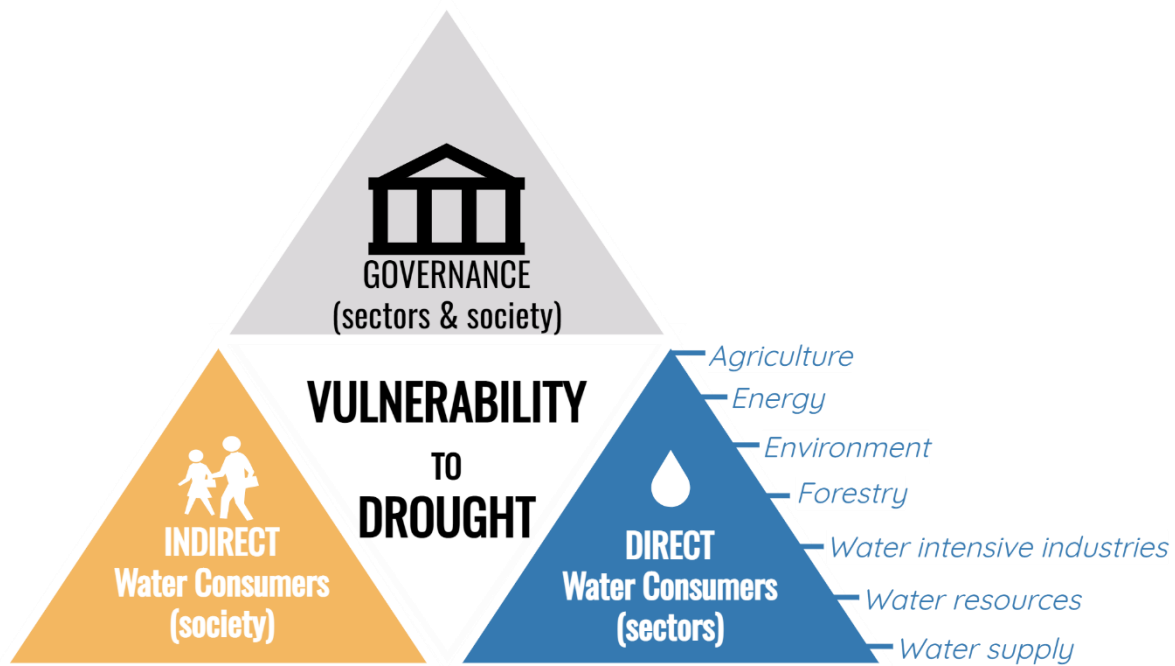 GOVERNANCE
(sectors & society)
VULNERABILITY
TO
DROUGHT
INDIRECT
Water Consumers
(society)
DIRECT
Water Consumers
(sectors)
Agriculture
Energy
Environment
Forestry
Water intensive industries
Water resources
Water supply